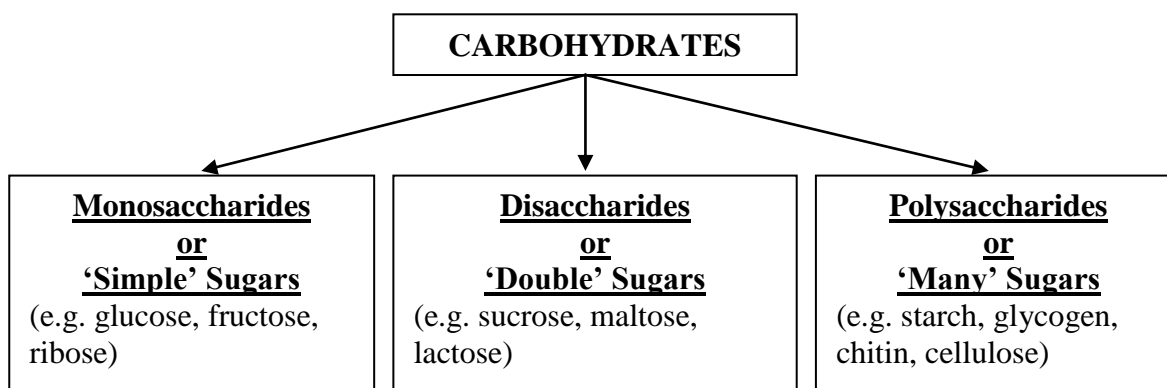 CARBOHYDRATES
Monosaccharides
or
‘Simple’ Sugars
(e.g. glucose, fructose,
ribose)
Disaccharides
or
‘Double’ Sugars
(e.g. sucrose, maltose,
lactose)
Polysaccharides
or
‘Many’ Sugars
(e.g. starch, glycogen,
chitin, cellulose)